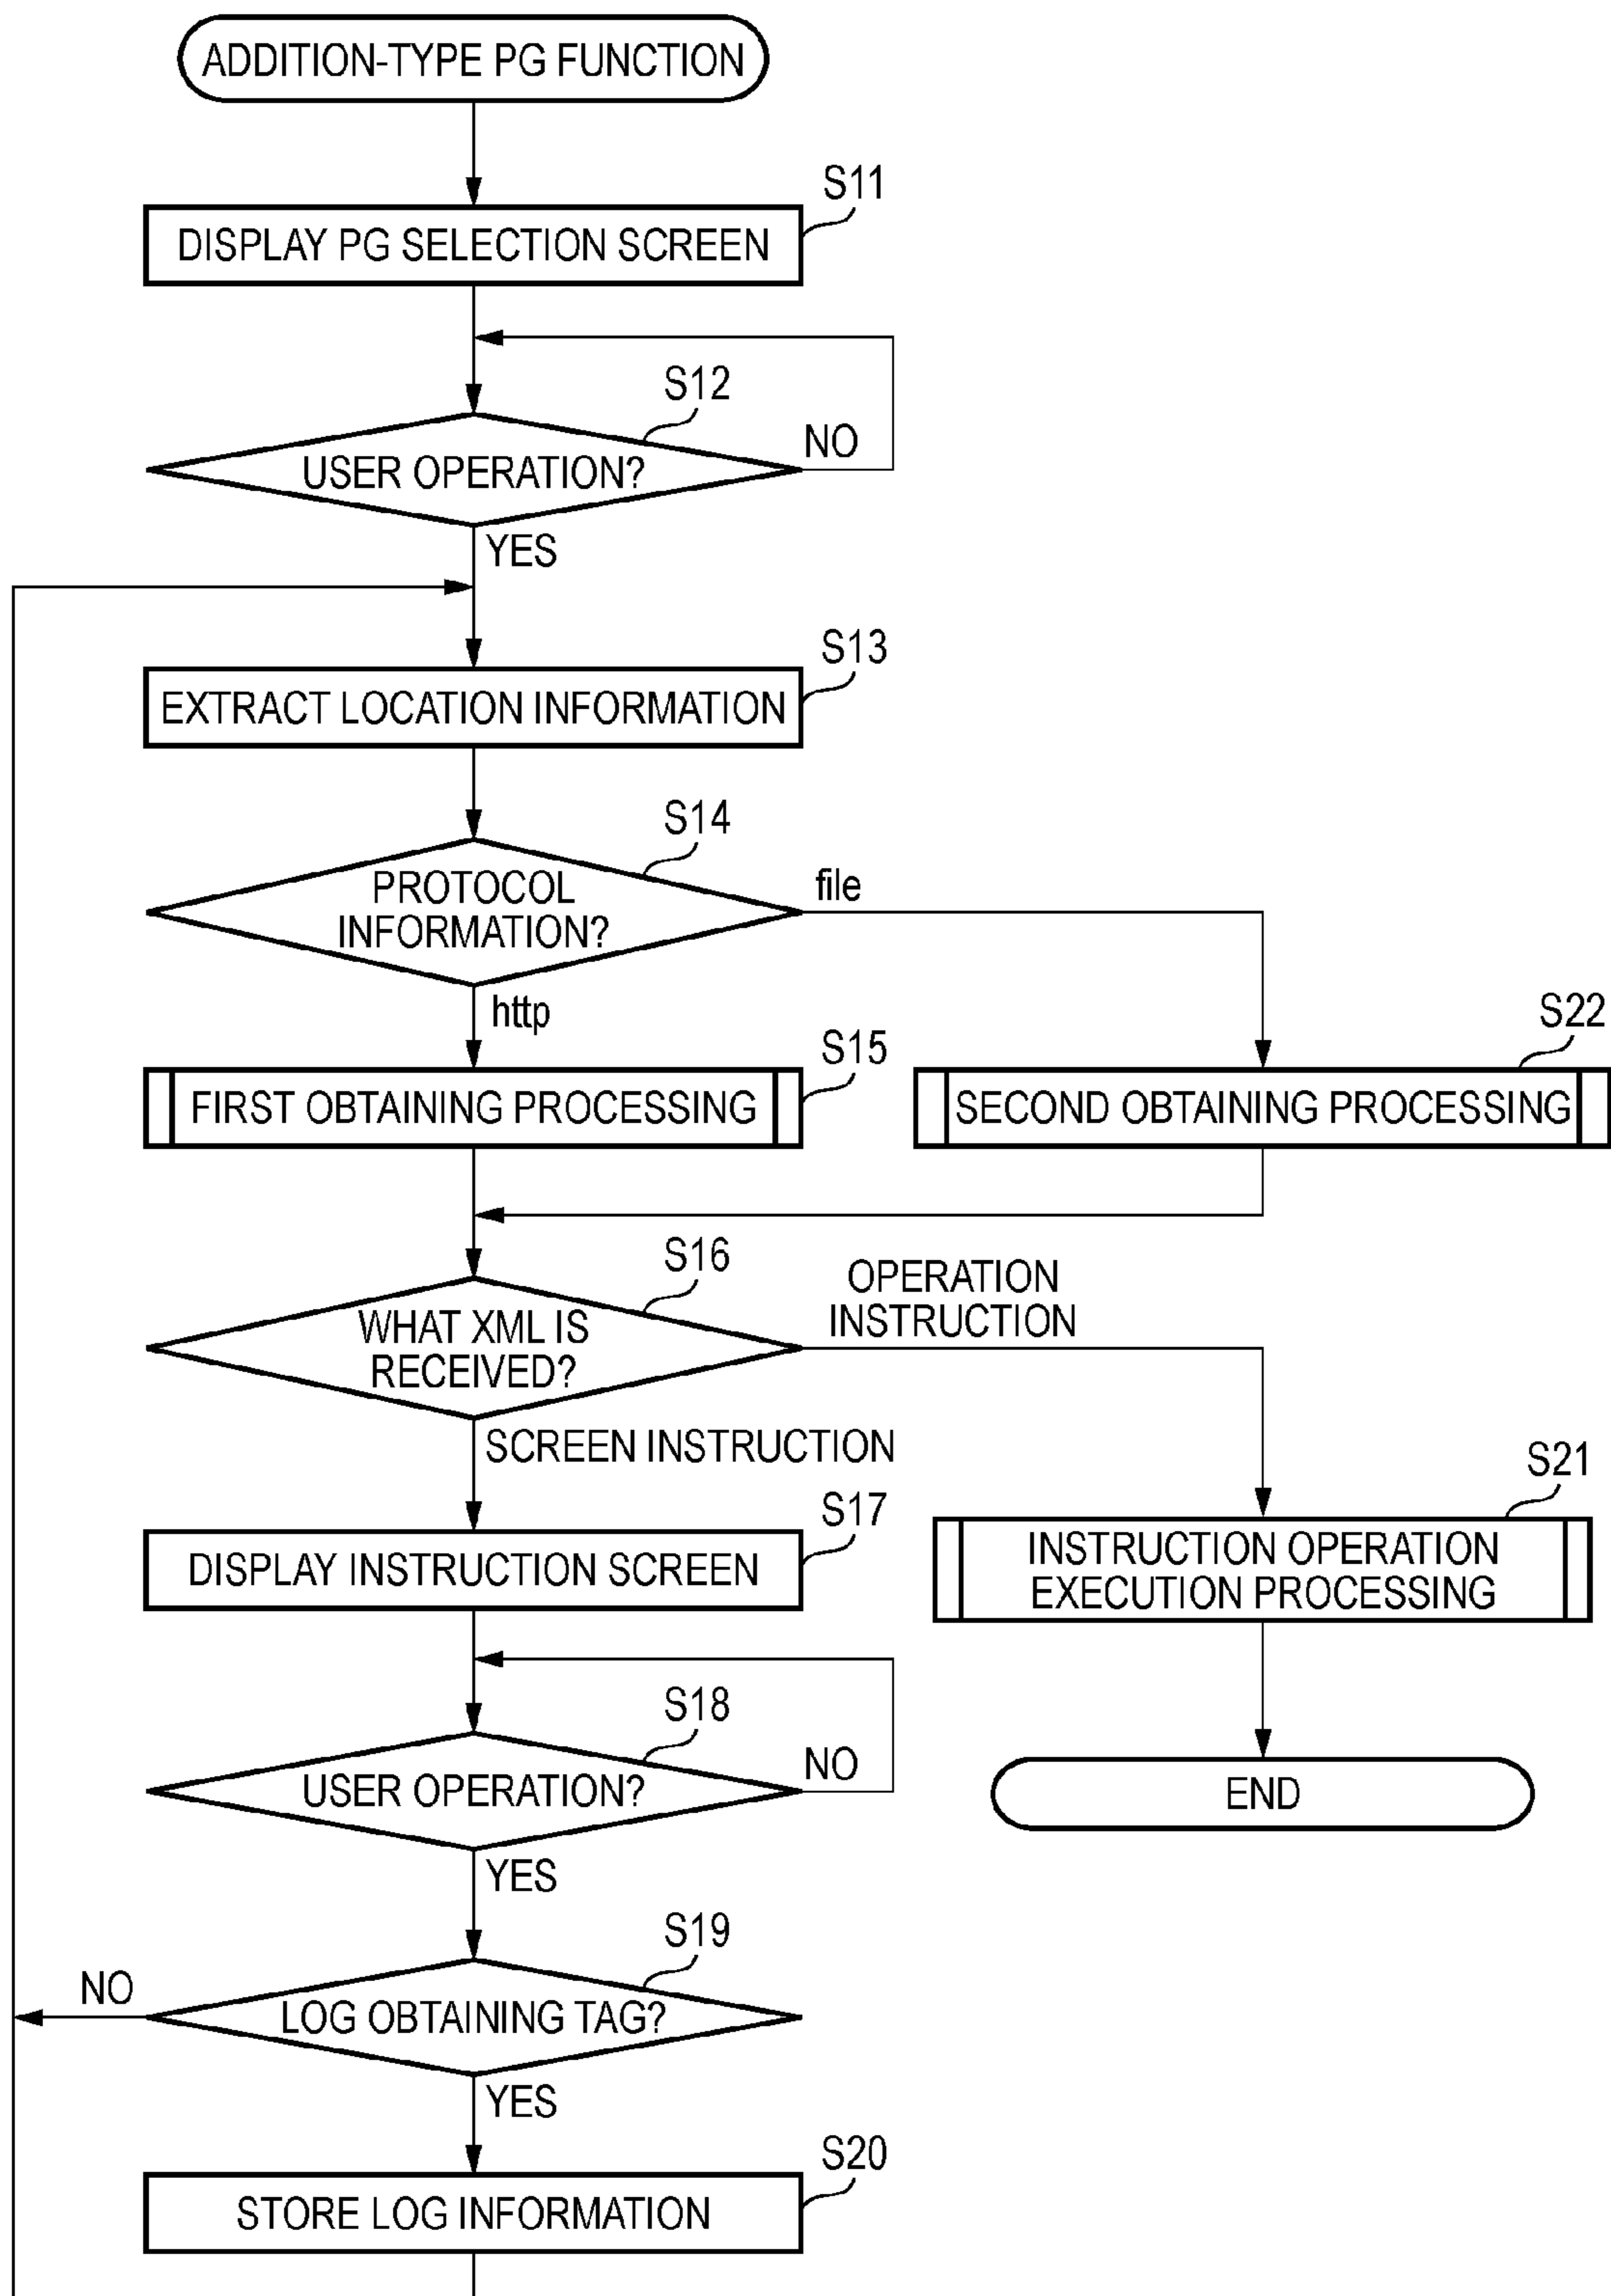 ADDITION-TYPE PG FUNCTION
S11
DISPLAY PG SELECTION SCREEN
S12
USER OPERATION?
NO
YES
S13
EXTRACT LOCATION INFORMATION
S14
PROTOCOL
INFORMATION?
file
http
S15
FIRST OBTAINING PROCESSING
S22
SECOND OBTAINING PROCESSING
S16
WHAT XML IS
RECEIVED?
OPERATION
INSTRUCTION
SCREEN INSTRUCTION
S17
DISPLAY INSTRUCTION SCREEN
S21
INSTRUCTION OPERATION
EXECUTION PROCESSING
S18
USER OPERATION?
NO
END
YES
S19
LOG OBTAINING TAG?
NO
YES
S20
STORE LOG INFORMATION